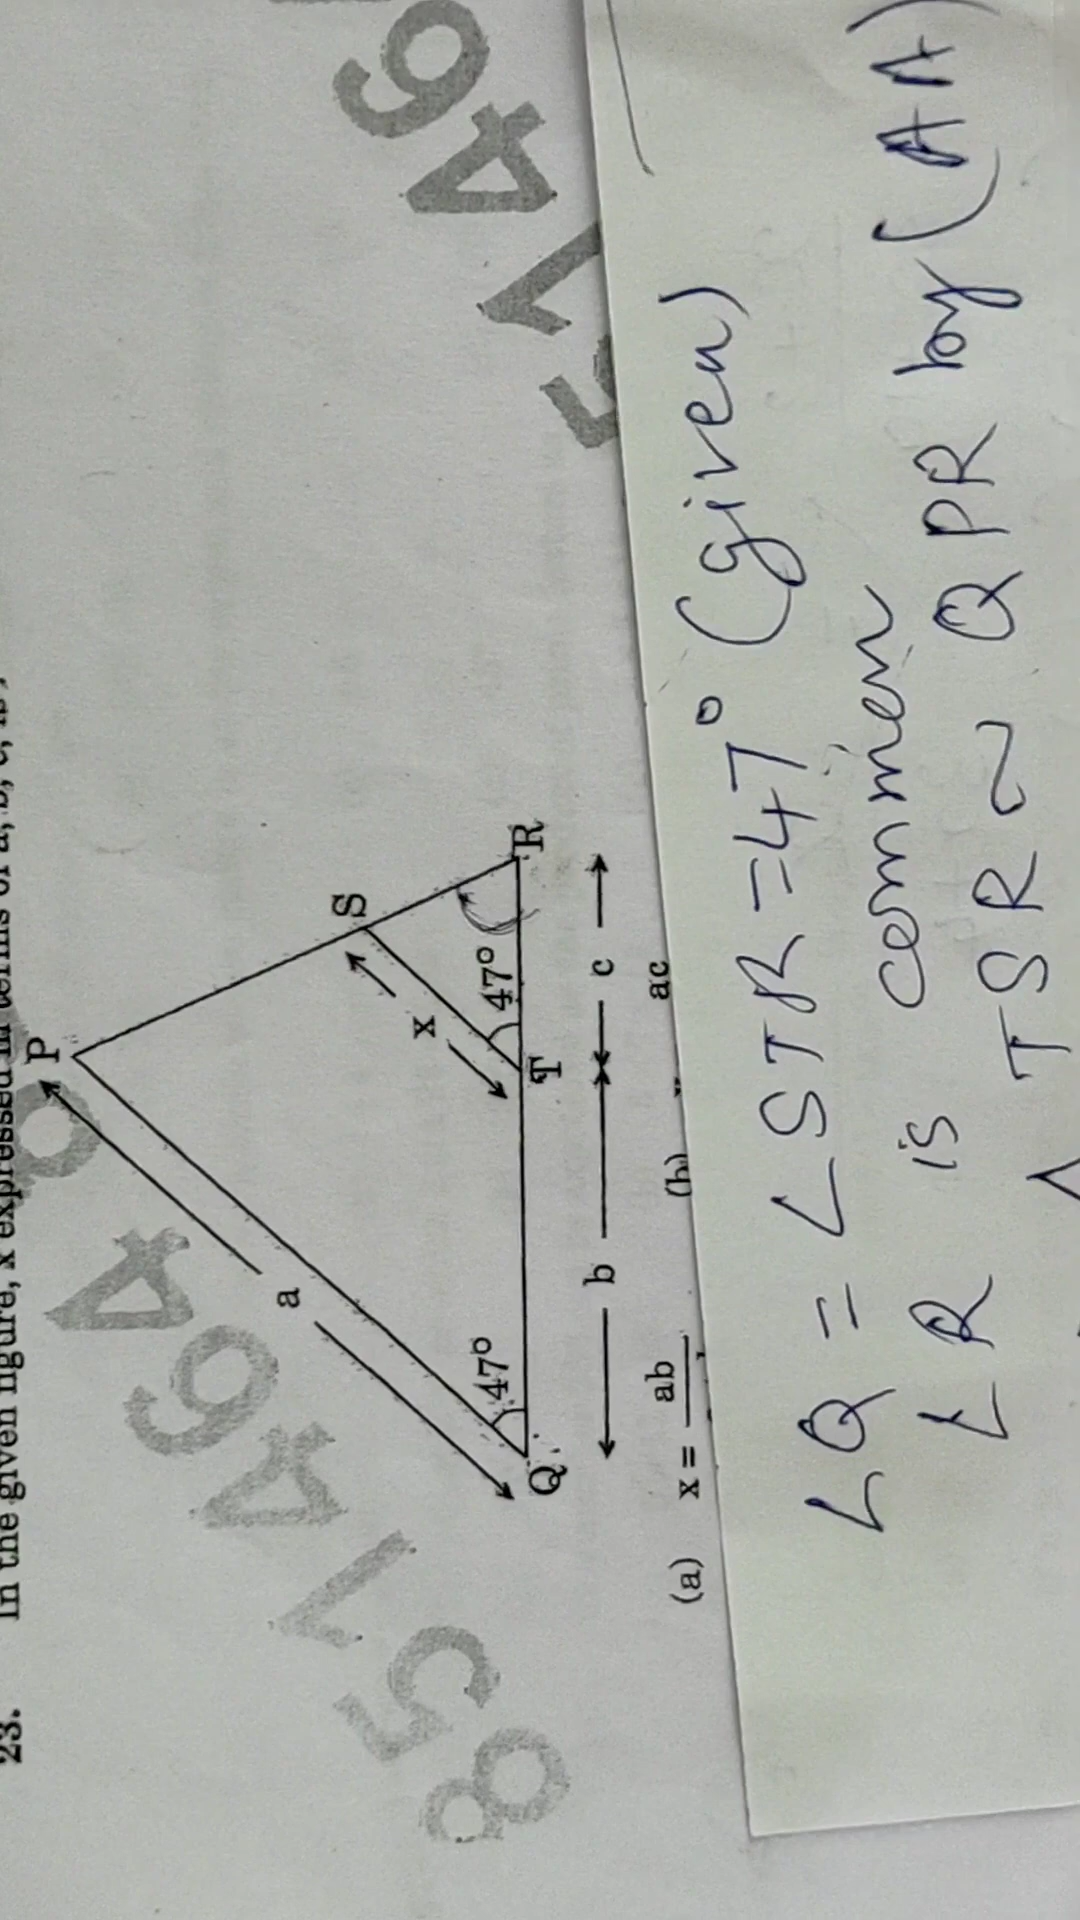 23. In the given figure, x expressed in terms of a, b, c, is
P
a
S
x
47°
47°
Q
T
R
b
c
(a) x = ab
(b) ac
85174649
∠Q = ∠STR = 47° (given)
∠R is common
TSR ~ QPR by (AA)